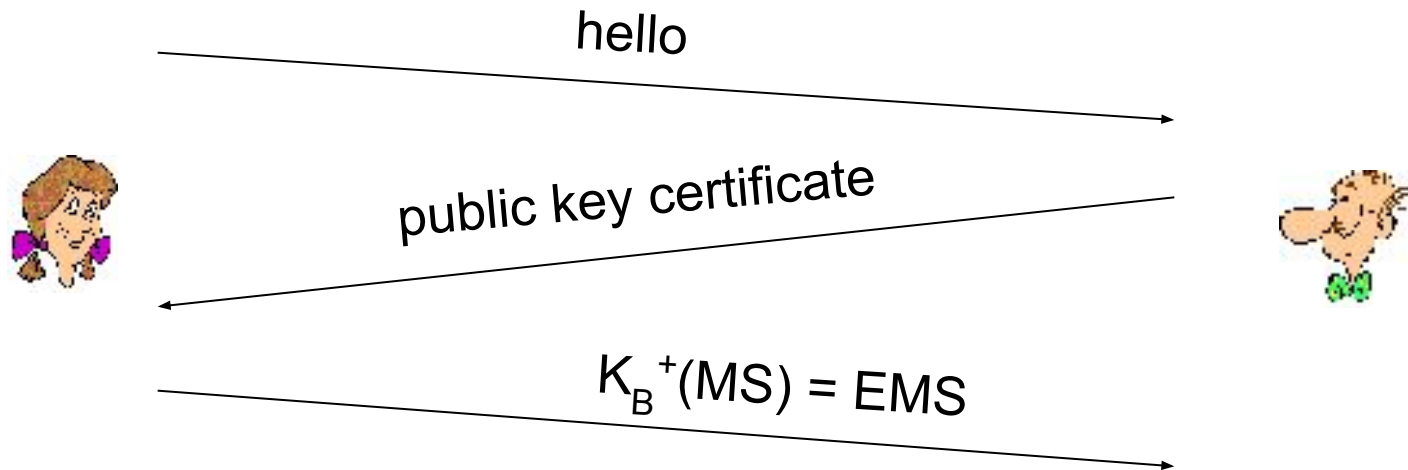 hello
public key certificate
K_B^+(MS) = EMS